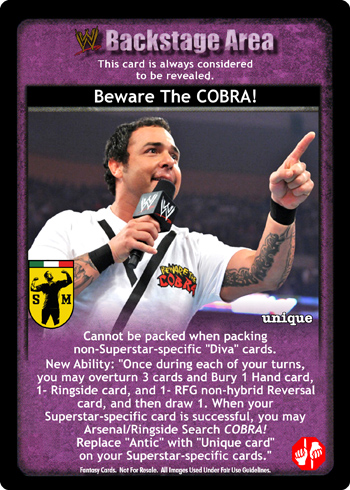 W Backstage Area
This card is always considered
to be revealed.
Beware The COBRA!
W
BEWARE THE
COBRA
S M
unique
Cannot be packed when packing
non-Superstar-specific "Diva" cards.
New Ability: "Once during each of your turns,
you may overturn 3 cards and Bury 1 Hand card,
1- Ringside card, and 1- RFG non-hybrid Reversal
card, and then draw 1. When your
Superstar-specific card is successful, you may
Arsenal/Ringside Search COBRA!
Replace "Antic" with "Unique card"
on your Superstar-specific cards."
Fantasy Cards. Not For Resale. All Images Used Under Fair Use Guidelines.